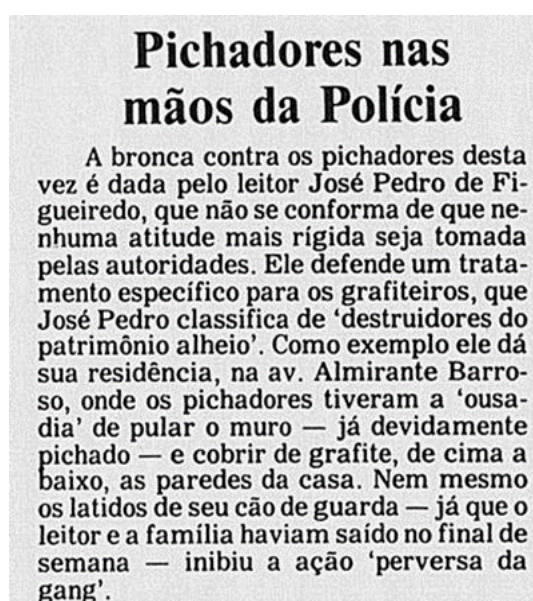 Pichadores nas
mãos da Polícia
A bronca contra os pichadores desta
vez é dada pelo leitor José Pedro de Fi-
gueiredo, que não se conforma de que ne-
nhuma atitude mais rígida seja tomada
pelas autoridades. Ele defende um trata-
mento específico para os grafiteiros, que
José Pedro classifica de 'destruidores do
patrimônio alheio'. Como exemplo ele dá
sua residência, na av. Almirante Barro-
so, onde os pichadores tiveram a 'ousa-
dia' de pular o muro — já devidamente
pichado — e cobrir de grafite, de cima a
baixo, as paredes da casa. Nem mesmo
os latidos de seu cão de guarda — já que o
leitor e a família haviam saído no final de
semana — inibiu a ação 'perversa da
gang'.